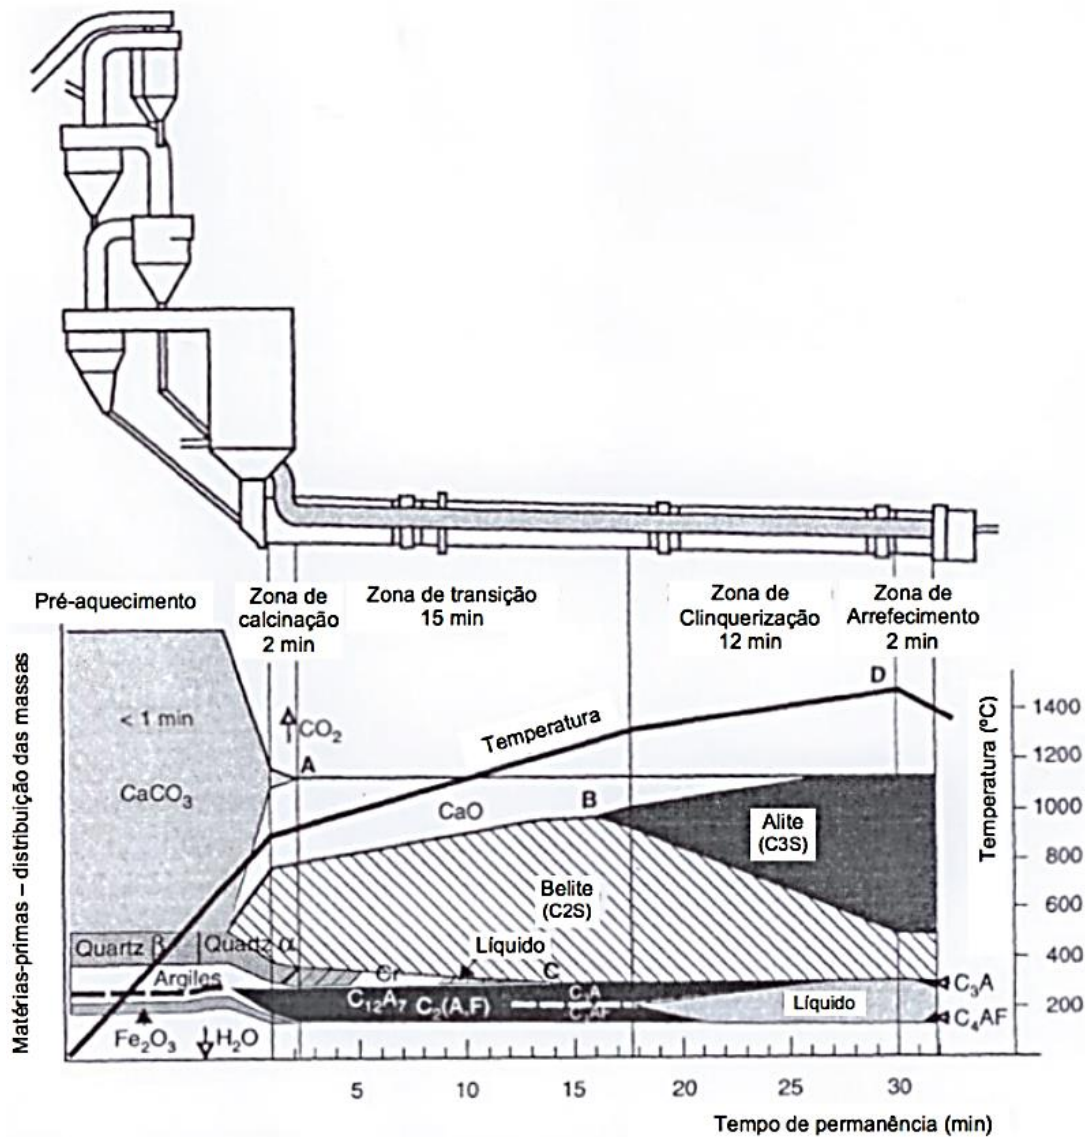 Pré-aquecimento
Zona de
calcinação
2 min
Zona de transição
15 min
Zona de
Clinquerização
12 min
Zona de
Arrefecimento
2 min
Matérias-primas – distribuição das massas
Temperatura (ºC)
1400
1200
1000
800
600
400
200
< 1 min
CaCO3
CO2
A
Temperatura
D
CaO
B
Alite
(C3S)
Belite
(C2S)
Quartz β
Quartz α
Líquido
Cr
C
Argiles
C12A7
C2(A,F)
C3A
C4AF
Líquido
C3A
C4AF
Fe2O3
H2O
5
10
15
20
25
30
Tempo de permanência (min)